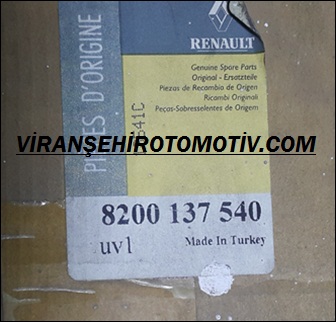 RENAULT
Genuine Spare Parts
Original - Ersatzteile
Piezas de Recambio de Origen
Ricambi Originali
Peças-Sobresselentes de Origem
PIÈCES D'ORIGINE
VİRANŞEHİROTOMOTİV.COM
8200 137 540
uv1
Made In Turkey